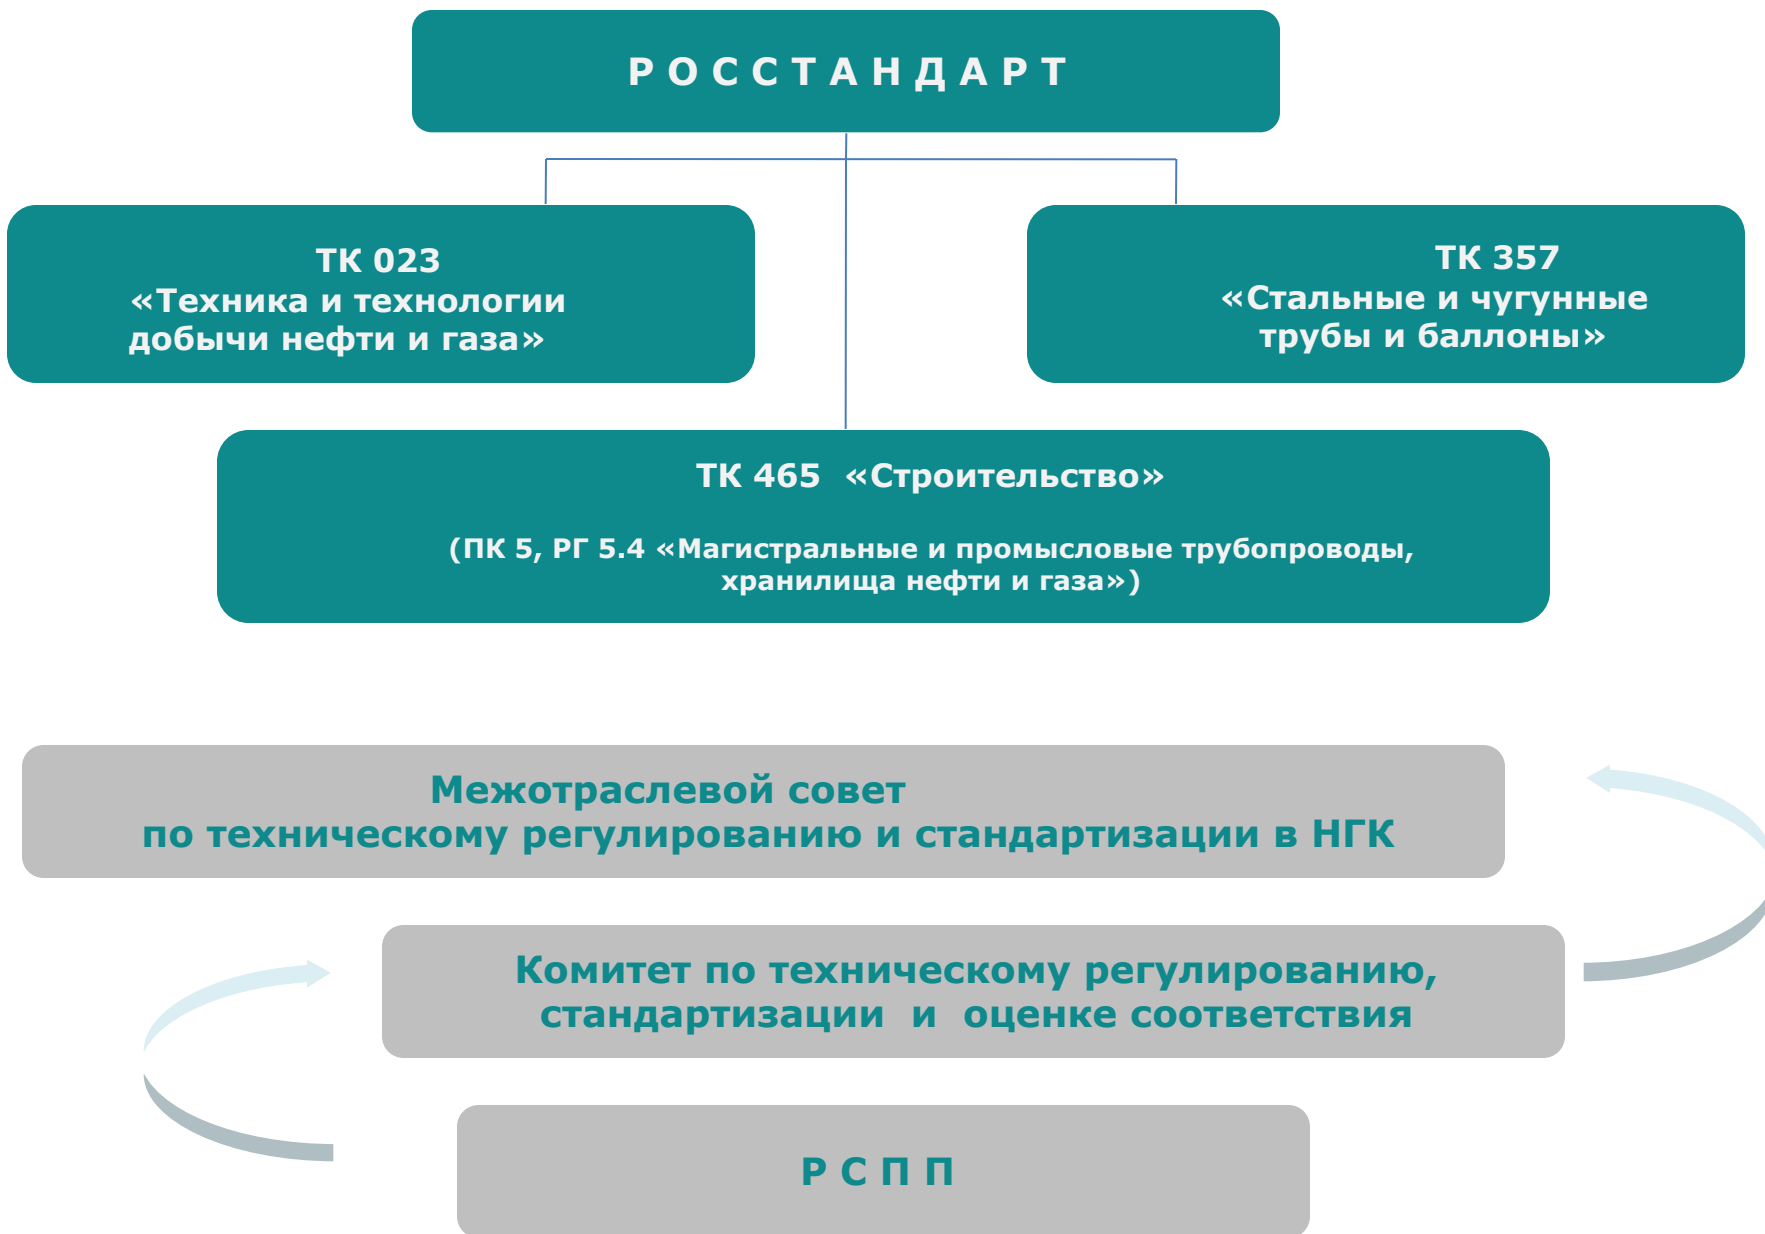 Р О С С Т А Н Д А Р Т
ТК 023
«Техника и технологии
добычи нефти и газа»
ТК 357
«Стальные и чугунные
трубы и баллоны»
ТК 465 «Строительство»
(ПК 5, РГ 5.4 «Магистральные и промысловые трубопроводы,
хранилища нефти и газа»)
Межотраслевой совет
по техническому регулированию и стандартизации в НГК
Комитет по техническому регулированию,
стандартизации и оценке соответствия
Р С П П